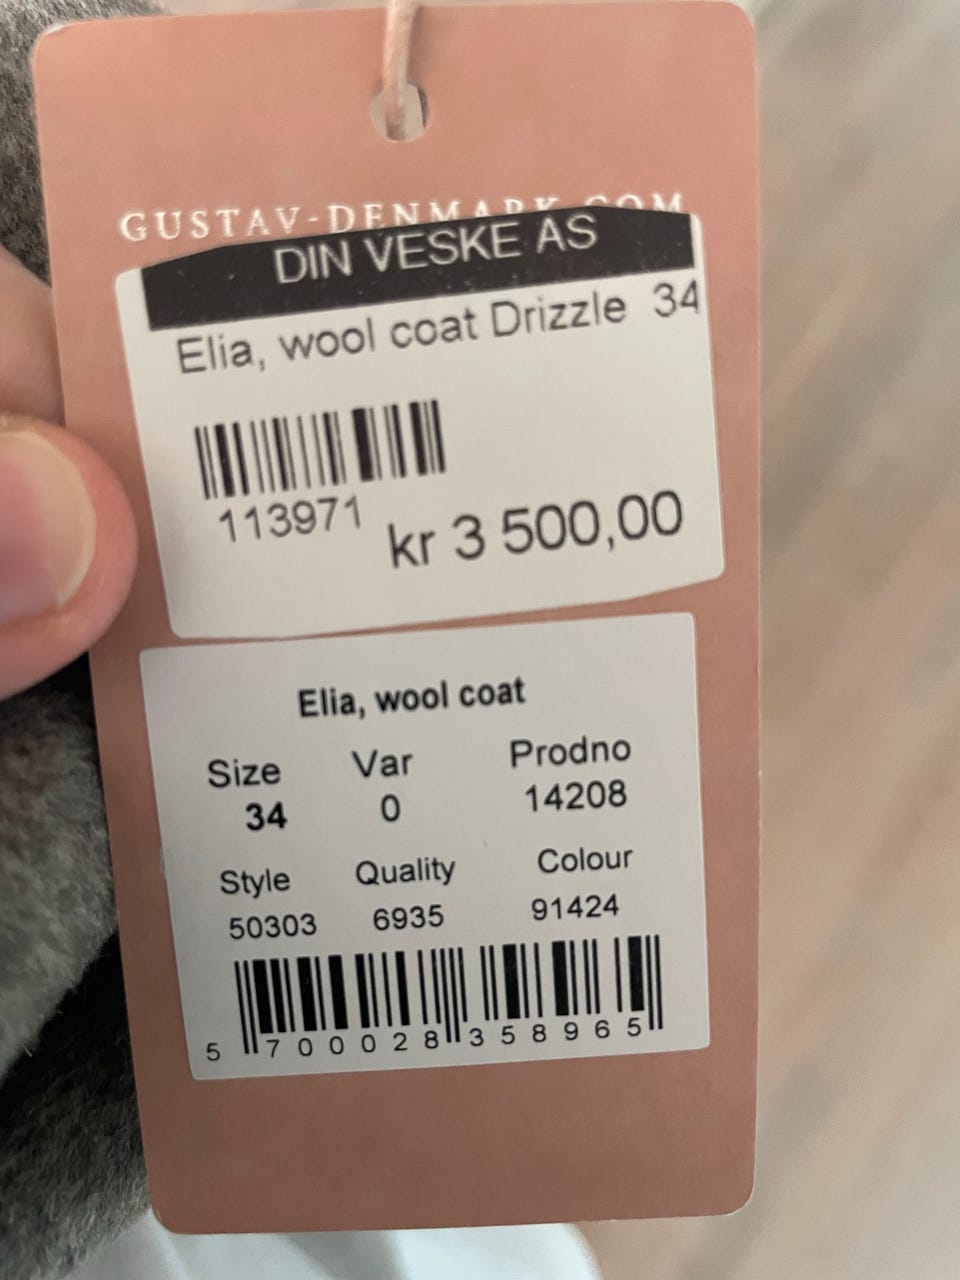 GUSTAV-DENMARK.COM
DIN VESKE AS
Elia, wool coat Drizzle 34
113971
kr 3 500,00
Elia, wool coat
Size Var Prodno
34 0 14208
Style Quality Colour
50303 6935 91424
5 700028 358965